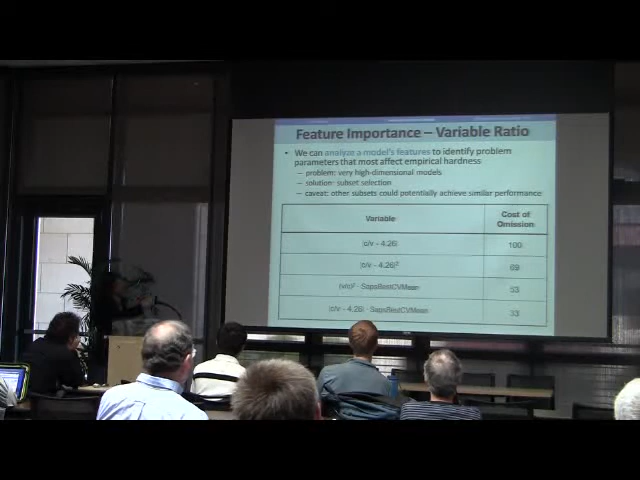 Feature Importance – Variable Ratio
• We can analyze a model's features to identify problem
parameters that most affect empirical hardness
– problem: very high-dimensional models
– solution: subset selection
– caveat: other subsets could potentially achieve similar performance
Variable Cost of Omission
|c/v - 4.26| 100
|c/v - 4.26|² 69
(v/c)² · SapsBestCVMean 53
|c/v - 4.26| · SapsBestCVMean 33